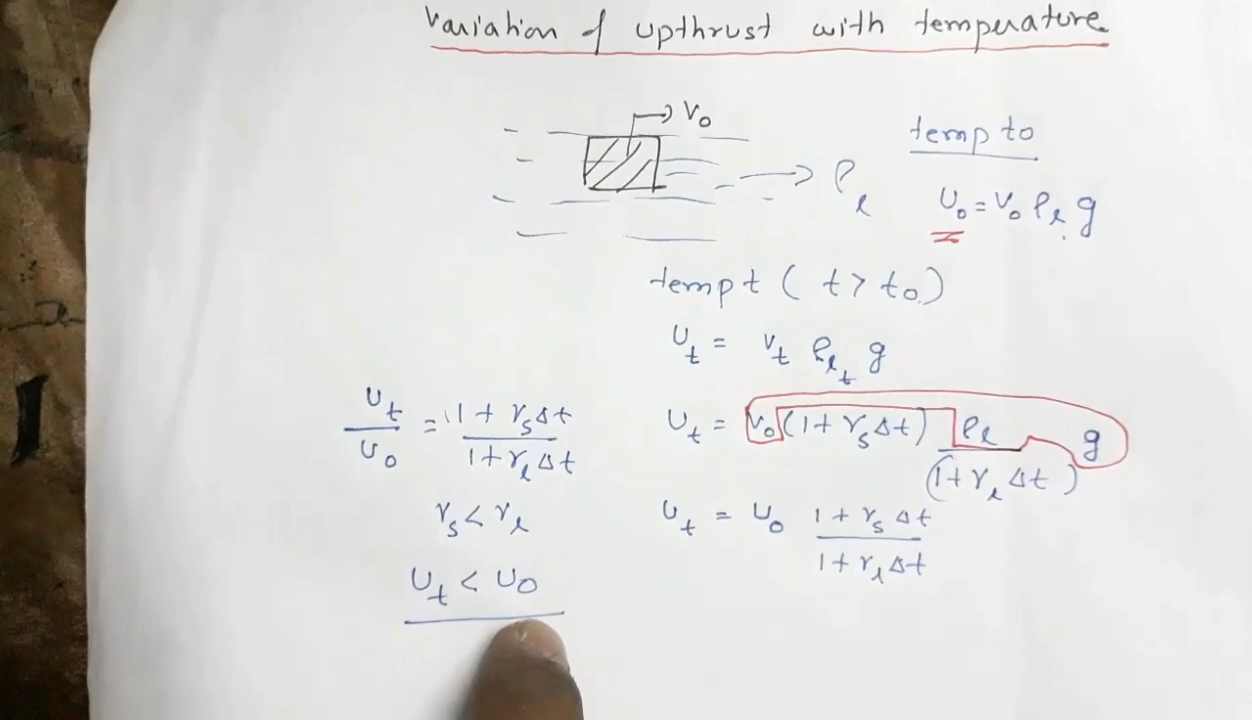 Variation of upthrust with temperature
→ V₀
temp to
→ ρₗ
U₀ = V₀ ρₗ g
temp t ( t > t₀ )
Uₜ = Vₜ ρₗₜ g
Uₜ = V₀ (1 + γₛ Δt) ρₗ / (1 + γₗ Δt) g
Uₜ = U₀ (1 + γₛ Δt) / (1 + γₗ Δt)
Uₜ / U₀ = (1 + γₛ Δt) / (1 + γₗ Δt)
γₛ < γₗ
Uₜ < U₀